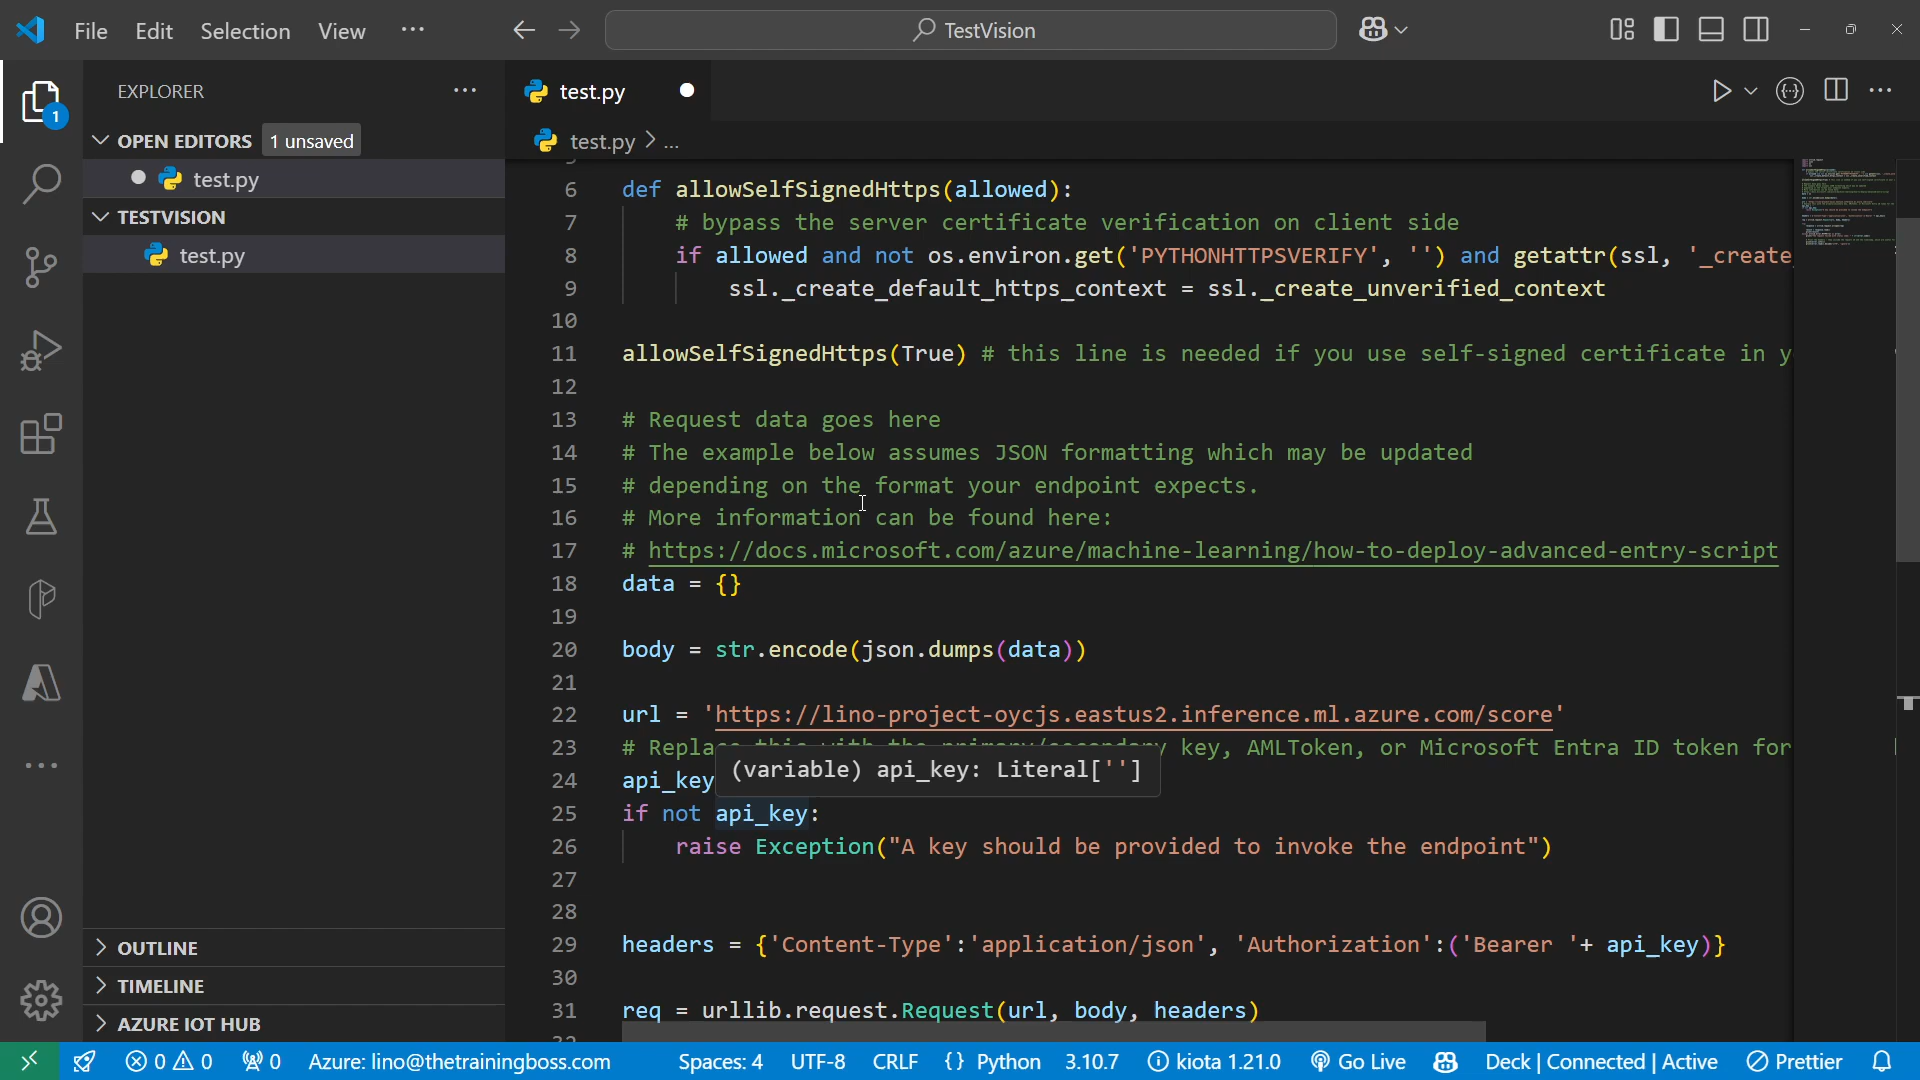 File Edit Selection View ···
TestVision
EXPLORER ···
1
OPEN EDITORS 1 unsaved
test.py
TESTVISION
test.py
OUTLINE
TIMELINE
AZURE IOT HUB
test.py
test.py > ...
6 def allowSelfSignedHttps(allowed):
7 # bypass the server certificate verification on client side
8 if allowed and not os.environ.get('PYTHONHTTPSVERIFY', '') and getattr(ssl, '_create
9 ssl._create_default_https_context = ssl._create_unverified_context
10
11 allowSelfSignedHttps(True) # this line is needed if you use self-signed certificate in y
12
13 # Request data goes here
14 # The example below assumes JSON formatting which may be updated
15 # depending on the format your endpoint expects.
16 # More information can be found here:
17 # https://docs.microsoft.com/azure/machine-learning/how-to-deploy-advanced-entry-script
18 data = {}
19
20 body = str.encode(json.dumps(data))
21
22 url = 'https://lino-project-oycjs.eastus2.inference.ml.azure.com/score'
23 # Replace this with the primary/secondary key, AMLToken, or Microsoft Entra ID token for
(variable) api_key: Literal['']
24 api_key
25 if not api_key:
26 raise Exception("A key should be provided to invoke the endpoint")
27
28
29 headers = {'Content-Type':'application/json', 'Authorization':('Bearer '+ api_key)}
30
31 req = urllib.request.Request(url, body, headers)
0 0 0 Azure: lino@thetrainingboss.com Spaces: 4 UTF-8 CRLF {} Python 3.10.7 kiota 1.21.0 Go Live Deck | Connected | Active Prettier